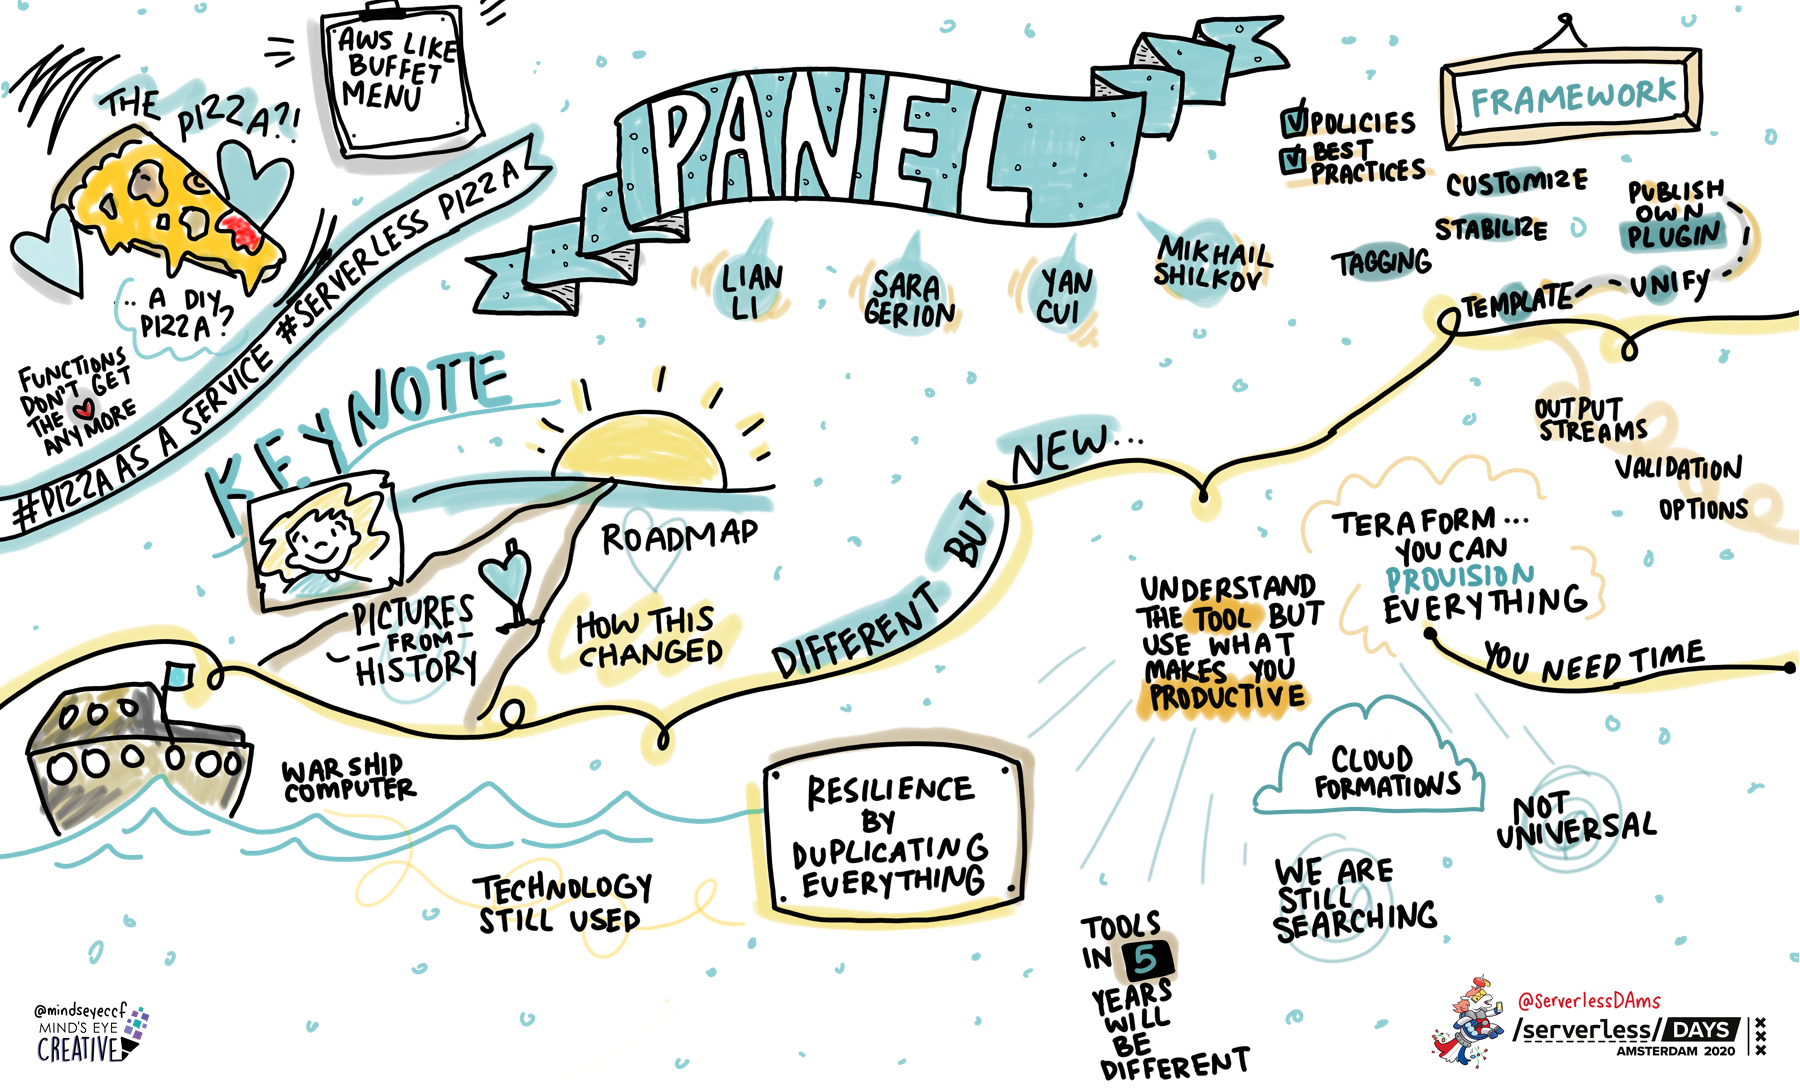 THE PIZZA?!
AWS LIKE
BUFFET
MENU
.. A DIY
PIZZA?
FUNCTIONS
DON'T GET
THE
ANYMORE
#PIZZA AS A SERVICE #SERVERLESS PIZZA
PANEL
LIAN
LI
SARA
GERION
YAN
CUI
MIKHAIL
SHILKOV
POLICIES
BEST
PRACTICES
FRAMEWORK
CUSTOMIZE
STABILIZE
TAGGING
PUBLISH
OWN
PLUGIN
TEMPLATE
UNIFY
OUTPUT
STREAMS
VALIDATION
OPTIONS
KEYNOTE
PICTURES
-FROM-
HISTORY
ROADMAP
HOW THIS
CHANGED
DIFFERENT BUT
NEW...
TERAFORM...
YOU CAN
PROVISION
EVERYTHING
YOU NEED TIME
UNDERSTAND
THE TOOL BUT
USE WHAT
MAKES YOU
PRODUCTIVE
CLOUD
FORMATIONS
NOT
UNIVERSAL
WE ARE
STILL
SEARCHING
WARSHIP
COMPUTER
TECHNOLOGY
STILL USED
RESILIENCE
BY
DUPLICATING
EVERYTHING
TOOLS
IN 5
YEARS
WILL
BE
DIFFERENT
@mindseyeccf
MIND'S EYE
CREATIVE
@ServerlessDAms
/serverless/DAYS
AMSTERDAM 2020
XXX